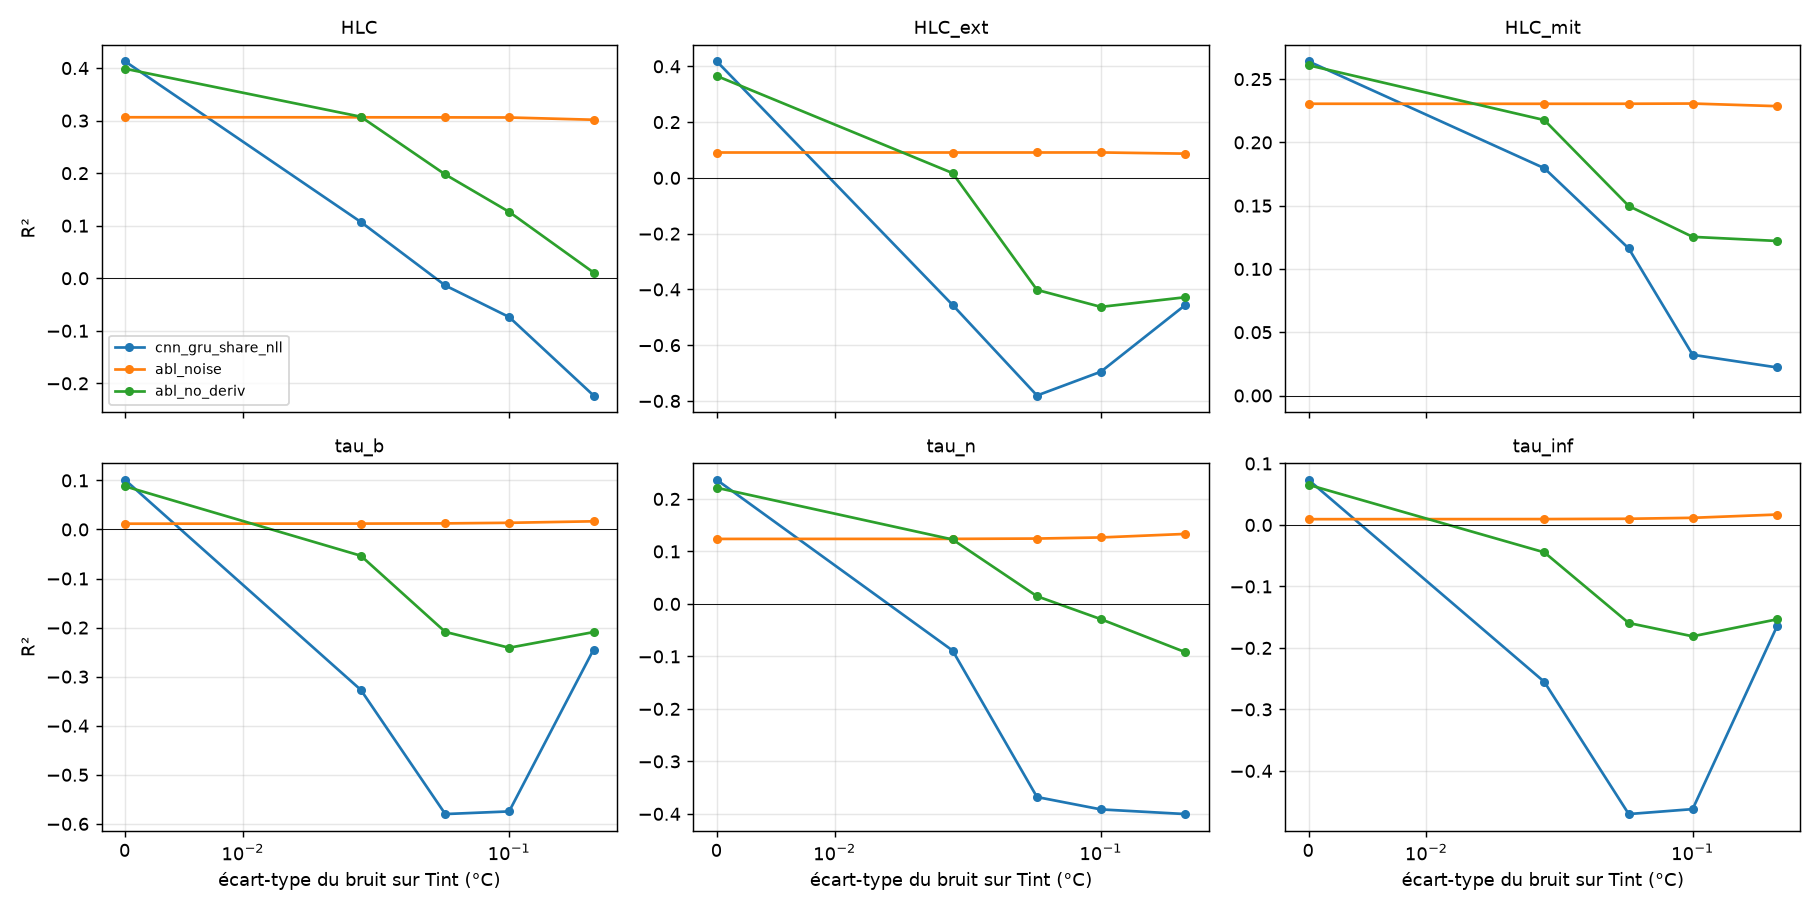 HLC
HLC_ext
HLC_mit
R²
0.4
0.3
0.2
0.1
0.0
−0.1
−0.2
cnn_gru_share_nll
abl_noise
abl_no_deriv
0.4
0.2
0.0
−0.2
−0.4
−0.6
−0.8
0.25
0.20
0.15
0.10
0.05
0.00
tau_b
tau_n
tau_inf
R²
0.1
0.0
−0.1
−0.2
−0.3
−0.4
−0.5
−0.6
0 10⁻² 10⁻¹
écart-type du bruit sur Tint (°C)
0.2
0.1
0.0
−0.1
−0.2
−0.3
−0.4
0 10⁻² 10⁻¹
écart-type du bruit sur Tint (°C)
0.1
0.0
−0.1
−0.2
−0.3
−0.4
0 10⁻² 10⁻¹
écart-type du bruit sur Tint (°C)